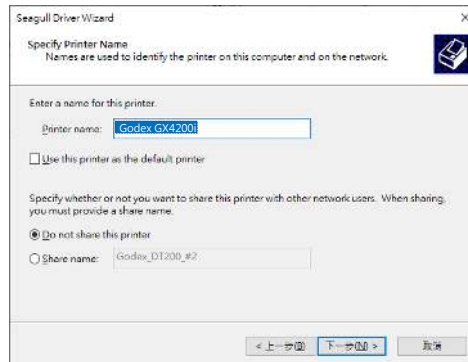 Seagull Driver Wizard
Specify Printer Name
Names are used to identify the printer on this computer and on the network.
Enter a name for this printer.
Printer name:
Godex GX4200i
Use this printer as the default printer
Specify whether or not you want to share this printer with other network users. When sharing,
you must provide a share name.
Do not share this printer
Share name:
Godex_DT200_#2
< 上一步(B)
下一步(N) >
取消